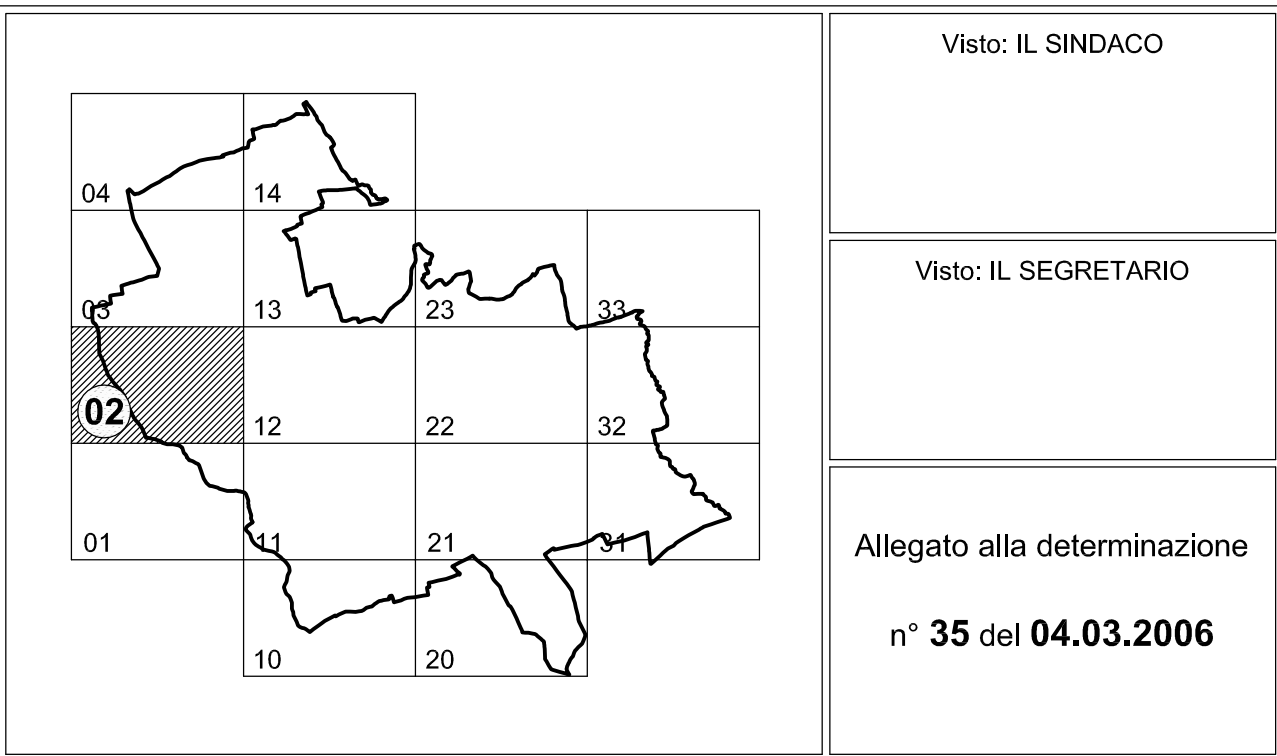 04 14
03 13 23 33
02 12 22 32
01 11 21 31
10 20
Visto: IL SINDACO
Visto: IL SEGRETARIO
Allegato alla determinazione
n° 35 del 04.03.2006